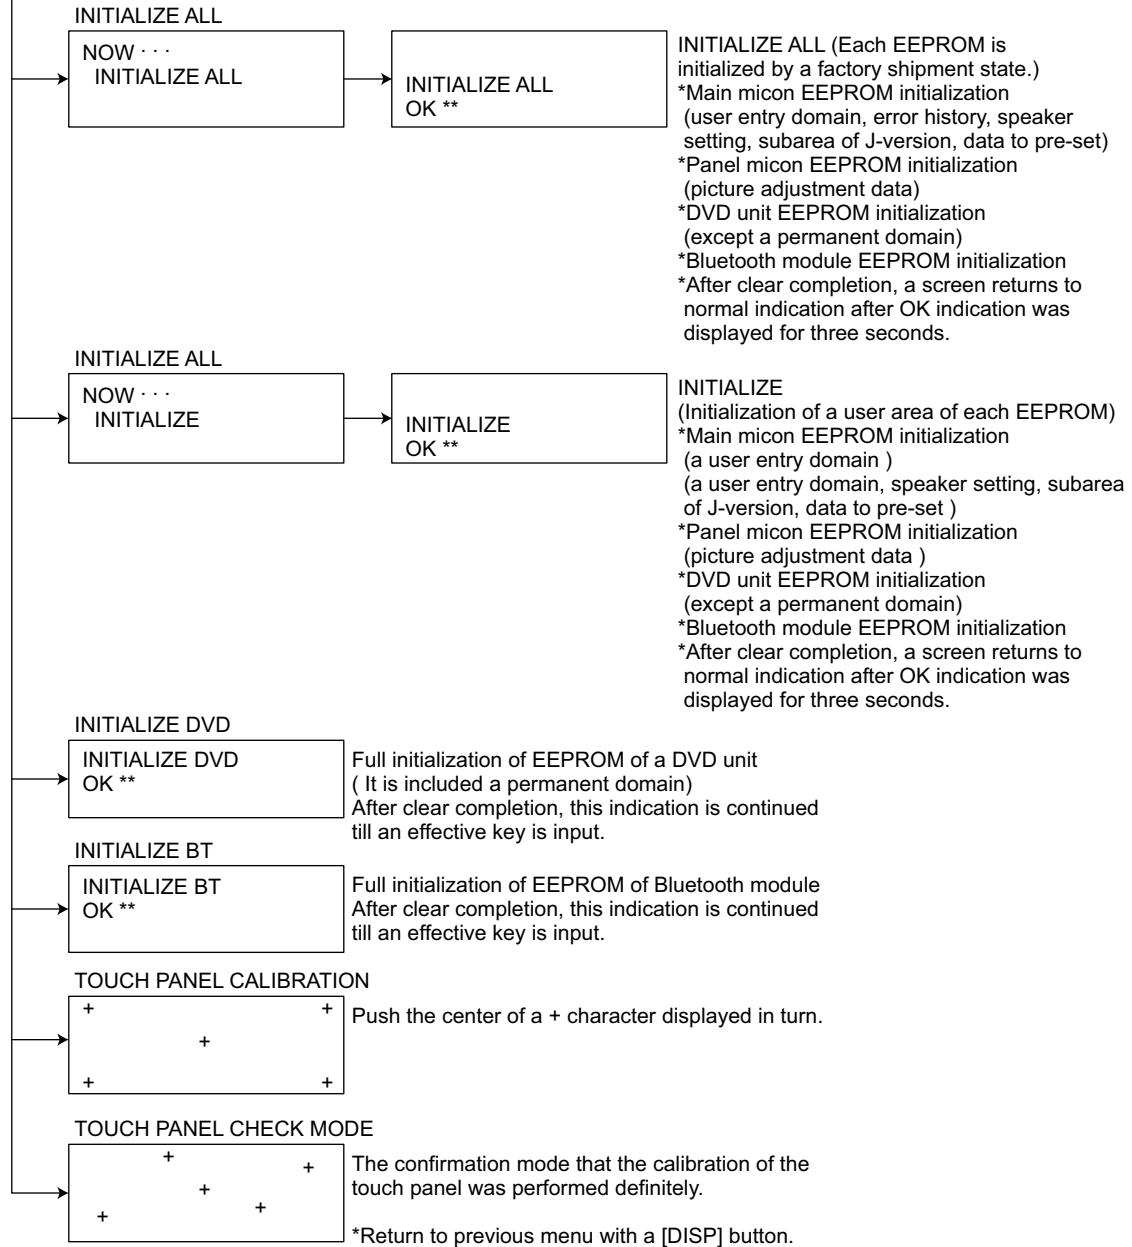 INITIALIZE ALL
NOW · · ·
INITIALIZE ALL
INITIALIZE ALL
OK **
INITIALIZE ALL (Each EEPROM is
initialized by a factory shipment state.)
*Main micon EEPROM initialization
(user entry domain, error history, speaker
setting, subarea of J-version, data to pre-set)
*Panel micon EEPROM initialization
(picture adjustment data)
*DVD unit EEPROM initialization
(except a permanent domain)
*Bluetooth module EEPROM initialization
*After clear completion, a screen returns to
normal indication after OK indication was
displayed for three seconds.
INITIALIZE ALL
NOW · · ·
INITIALIZE
INITIALIZE
OK **
INITIALIZE
(Initialization of a user area of each EEPROM)
*Main micon EEPROM initialization
(a user entry domain )
(a user entry domain, speaker setting, subarea
of J-version, data to pre-set )
*Panel micon EEPROM initialization
(picture adjustment data )
*DVD unit EEPROM initialization
(except a permanent domain)
*Bluetooth module EEPROM initialization
*After clear completion, a screen returns to
normal indication after OK indication was
displayed for three seconds.
INITIALIZE DVD
INITIALIZE DVD
OK **
Full initialization of EEPROM of a DVD unit
( It is included a permanent domain)
After clear completion, this indication is continued
till an effective key is input.
INITIALIZE BT
INITIALIZE BT
OK **
Full initialization of EEPROM of Bluetooth module
After clear completion, this indication is continued
till an effective key is input.
TOUCH PANEL CALIBRATION
+ +
+
+ +
Push the center of a + character displayed in turn.
TOUCH PANEL CHECK MODE
+ +
+
+ +
The confirmation mode that the calibration of the
touch panel was performed definitely.
*Return to previous menu with a [DISP] button.